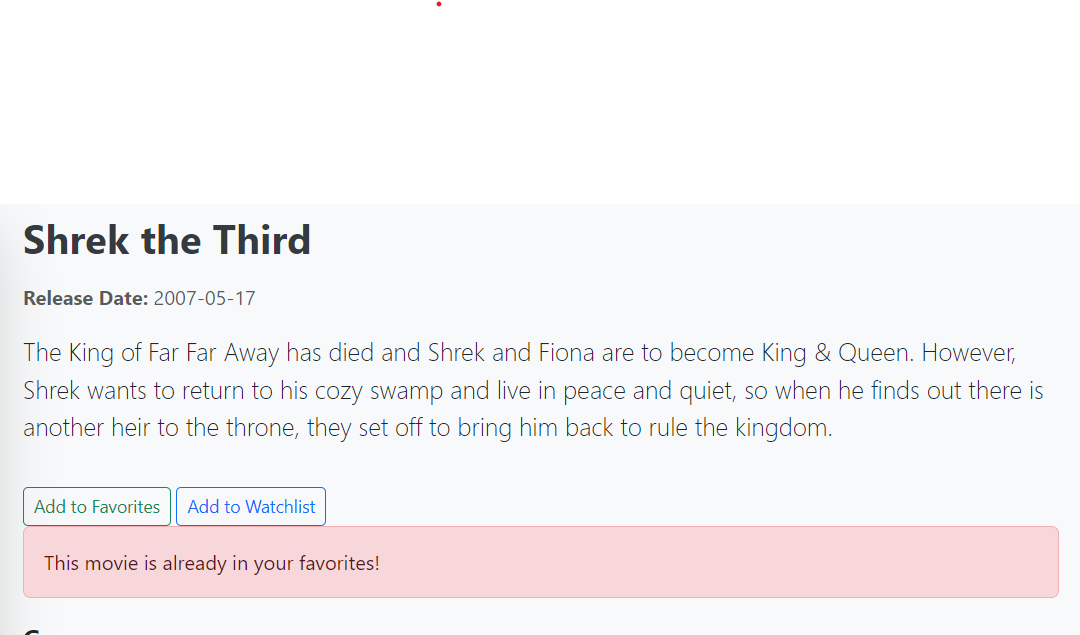 Shrek the Third
Release Date: 2007-05-17
The King of Far Far Away has died and Shrek and Fiona are to become King & Queen. However,
Shrek wants to return to his cozy swamp and live in peace and quiet, so when he finds out there is
another heir to the throne, they set off to bring him back to rule the kingdom.
Add to Favorites Add to Watchlist
This movie is already in your favorites!